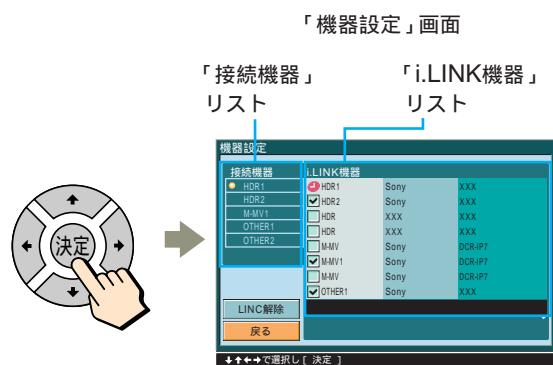 「機器設定」画面
「接続機器」
リスト
「i.LINK機器」
リスト
決定
機器設定
接続機器
HDR1
HDR2
M-MV1
OTHER1
OTHER2
LINC解除
戻る
i.LINK機器
HDR1 Sony XXX
HDR2 Sony XXX
HDR XXX XXX
HDR XXX XXX
M-MV Sony DCR-IP7
M-MV1 Sony DCR-IP7
M-MV Sony DCR-IP7
OTHER1 Sony XXX
↓↑←→で選択し[ 決定 ]